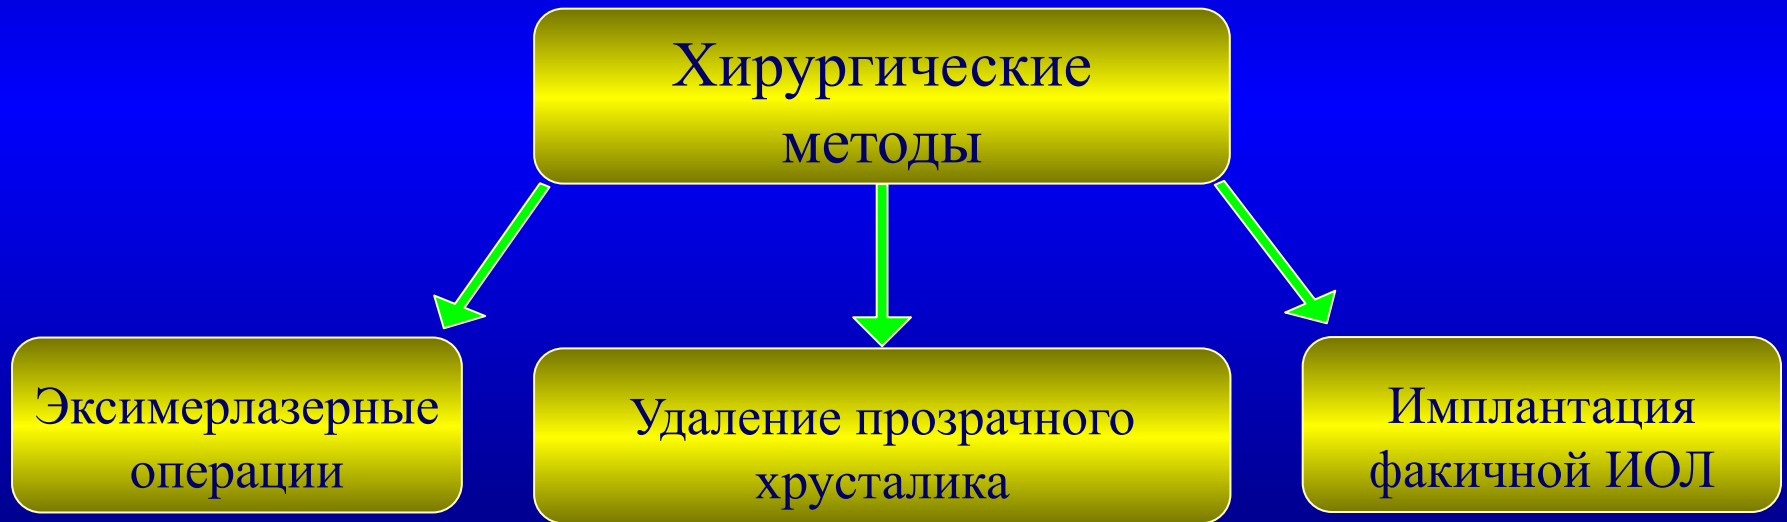 Хирургические
методы
Эксимерлазерные
операции
Удаление прозрачного
хрусталика
Имплантация
факичной ИОЛ